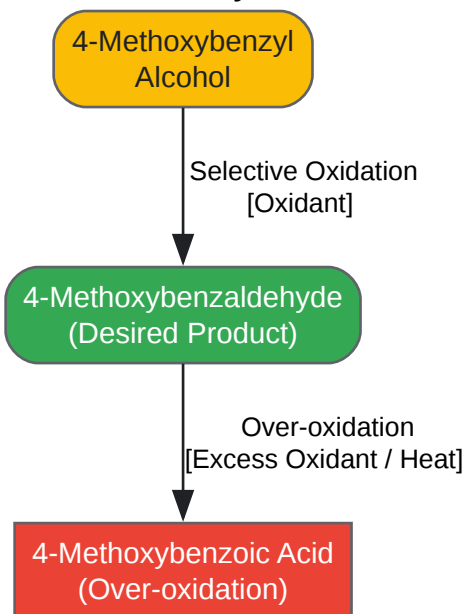 4-Methoxybenzyl
Alcohol
Selective Oxidation
[Oxidant]
4-Methoxybenzaldehyde
(Desired Product)
Over-oxidation
[Excess Oxidant / Heat]
4-Methoxybenzoic Acid
(Over-oxidation)